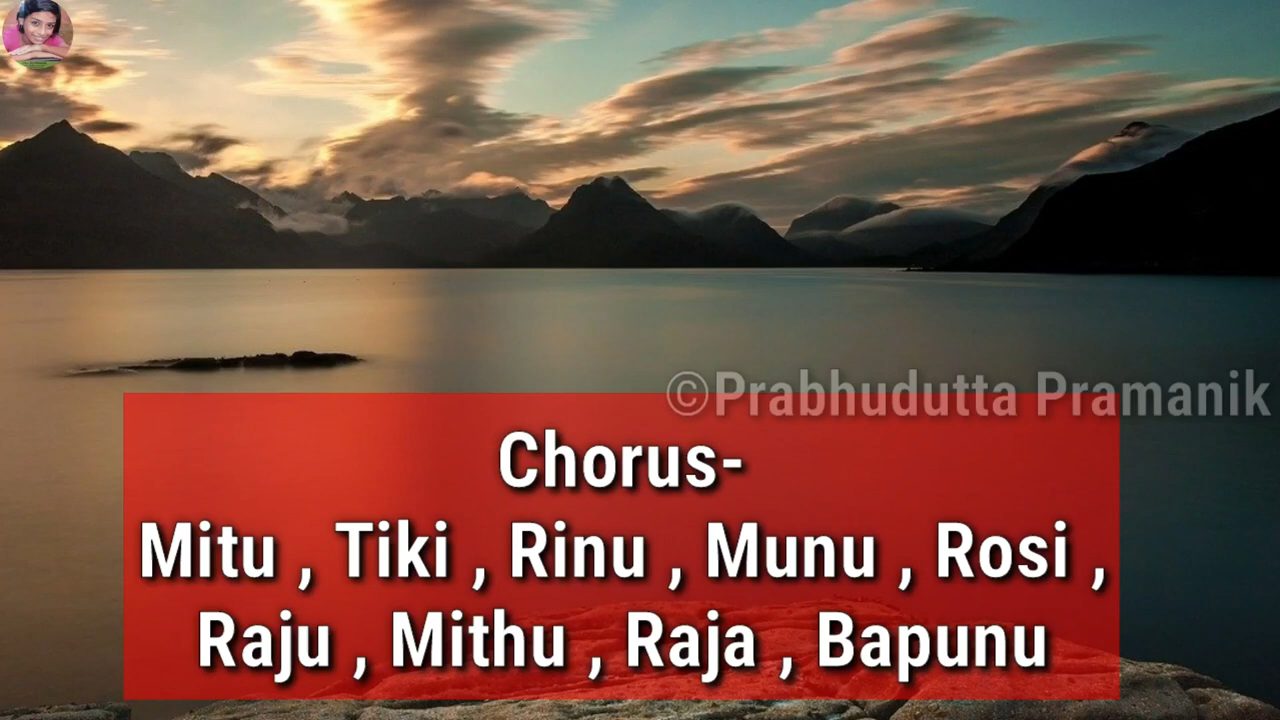 ©Prabhudutta Pramanik
Chorus-
Mitu , Tiki , Rinu , Munu , Rosi ,
Raju , Mithu , Raja , Bapunu